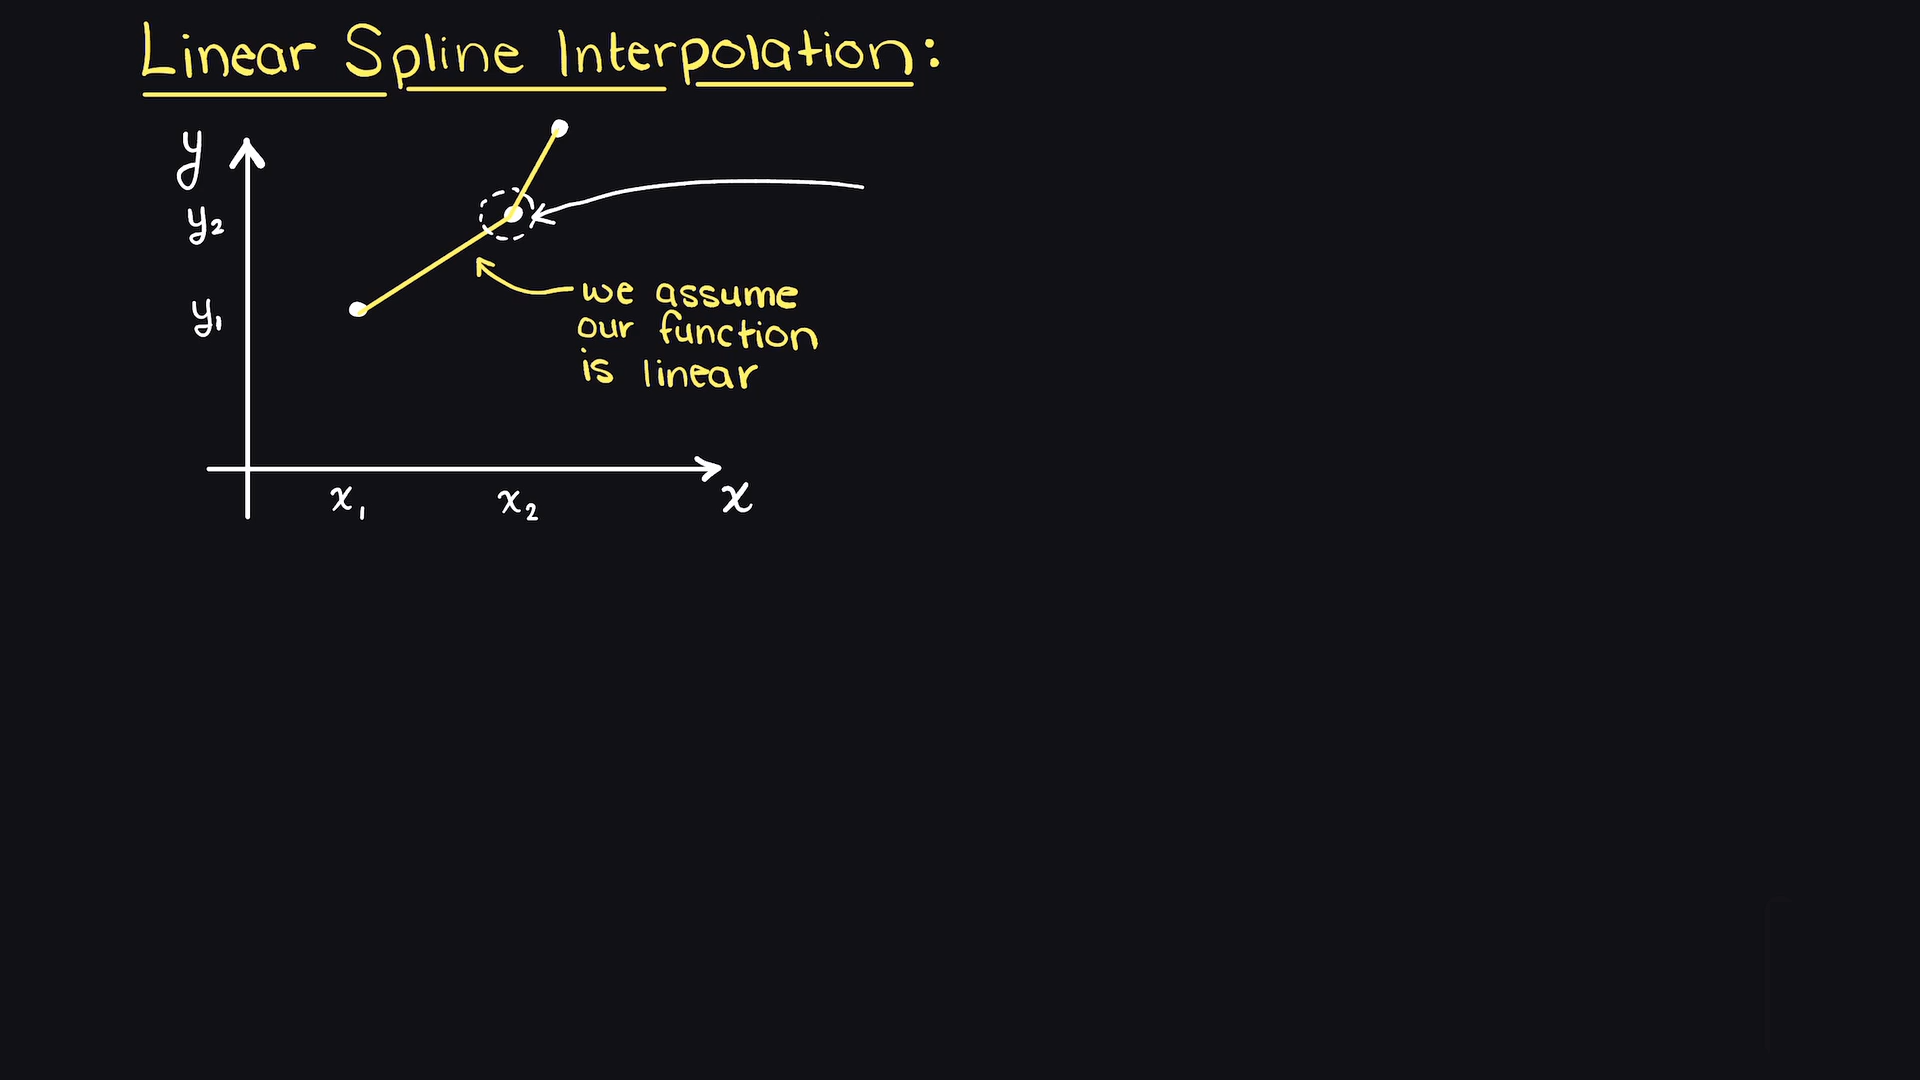 Linear Spline Interpolation:
y
y₂
y₁
we assume
our function
is linear
x₁ x₂ x